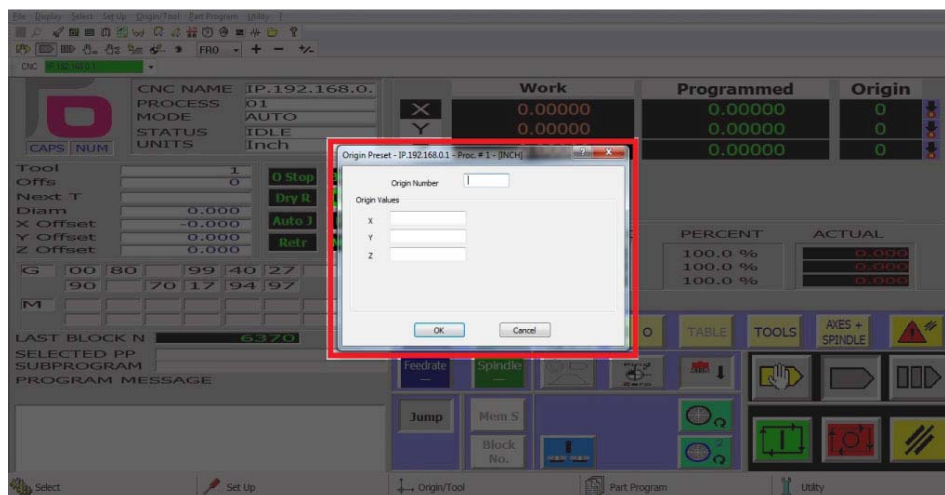 File Display Select Set Up Origin/Tool Part Program Utility ?
FRO
CNC IP.192.168.0.1
CNC NAME IP.192.168.0.
PROCESS 01
MODE AUTO
STATUS IDLE
UNITS Inch
CAPS NUM
Work Programmed Origin
X 0.00000 0.00000 0
Y 0.00000 0.00000 0
0.00000 0
Origin Preset - IP.192.168.0.1 - Proc. # 1 - [INCH]
Origin Number
Origin Values
X
Y
Z
OK Cancel
Tool 1
Offs 0
Next T
Diam 0.000
X Offset -0.000
Y Offset 0.000
Z Offset 0.000
O Stop
Dry R
Auto J
Retr
PERCENT ACTUAL
100.0 % 0.000
100.0 % 0.000
100.0 % 0.000
G 00 80 99 40 27
90 70 17 94 97
M
LAST BLOCK N 6370
SELECTED PP
SUBPROGRAM
PROGRAM MESSAGE
O TABLE TOOLS AXES + SPINDLE
Feedrate Spindle
Jump Mem S
Block No.
Select Set Up Origin/Tool Part Program Utility